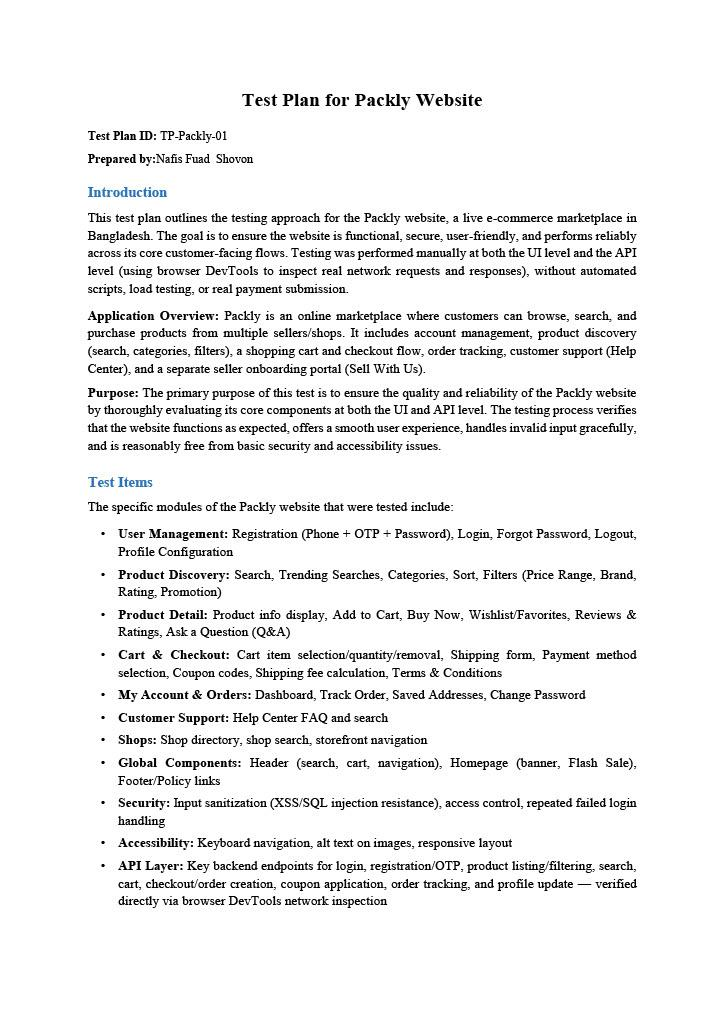 Test Plan for Packly Website
Test Plan ID: TP-Packly-01
Prepared by:Nafis Fuad  Shovon
Introduction
This test plan outlines the testing approach for the Packly website, a live e-commerce marketplace in
Bangladesh. The goal is to ensure the website is functional, secure, user-friendly, and performs reliably
across its core customer-facing flows. Testing was performed manually at both the UI level and the API
level (using browser DevTools to inspect real network requests and responses), without automated
scripts, load testing, or real payment submission.
Application Overview: Packly is an online marketplace where customers can browse, search, and
purchase products from multiple sellers/shops. It includes account management, product discovery
(search, categories, filters), a shopping cart and checkout flow, order tracking, customer support (Help
Center), and a separate seller onboarding portal (Sell With Us).
Purpose: The primary purpose of this test is to ensure the quality and reliability of the Packly website
by thoroughly evaluating its core components at both the UI and API level. The testing process verifies
that the website functions as expected, offers a smooth user experience, handles invalid input gracefully,
and is reasonably free from basic security and accessibility issues.
Test Items
The specific modules of the Packly website that were tested include:
• User Management: Registration (Phone + OTP + Password), Login, Forgot Password, Logout,
Profile Configuration
• Product Discovery: Search, Trending Searches, Categories, Sort, Filters (Price Range, Brand,
Rating, Promotion)
• Product Detail: Product info display, Add to Cart, Buy Now, Wishlist/Favorites, Reviews &
Ratings, Ask a Question (Q&A)
• Cart & Checkout: Cart item selection/quantity/removal, Shipping form, Payment method
selection, Coupon codes, Shipping fee calculation, Terms & Conditions
• My Account & Orders: Dashboard, Track Order, Saved Addresses, Change Password
• Customer Support: Help Center FAQ and search
• Shops: Shop directory, shop search, storefront navigation
• Global Components: Header (search, cart, navigation), Homepage (banner, Flash Sale),
Footer/Policy links
• Security: Input sanitization (XSS/SQL injection resistance), access control, repeated failed login
handling
• Accessibility: Keyboard navigation, alt text on images, responsive layout
• API Layer: Key backend endpoints for login, registration/OTP, product listing/filtering, search,
cart, checkout/order creation, coupon application, order tracking, and profile update — verified
directly via browser DevTools network inspection